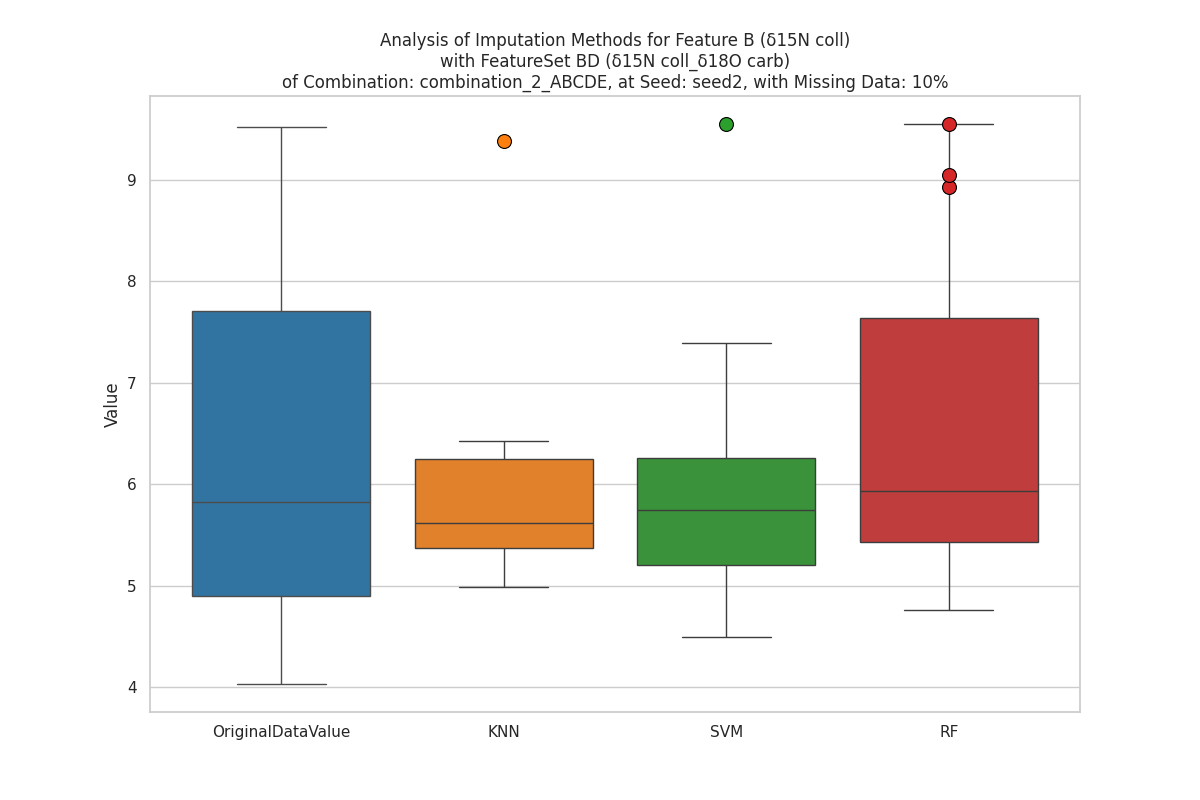 Analysis of Imputation Methods for Feature B (δ15N coll)
with FeatureSet BD (δ15N coll_δ18O carb)
of Combination: combination_2_ABCDE, at Seed: seed2, with Missing Data: 10%
9
8
7
6
5
4
Value
OriginalDataValue
KNN
SVM
RF